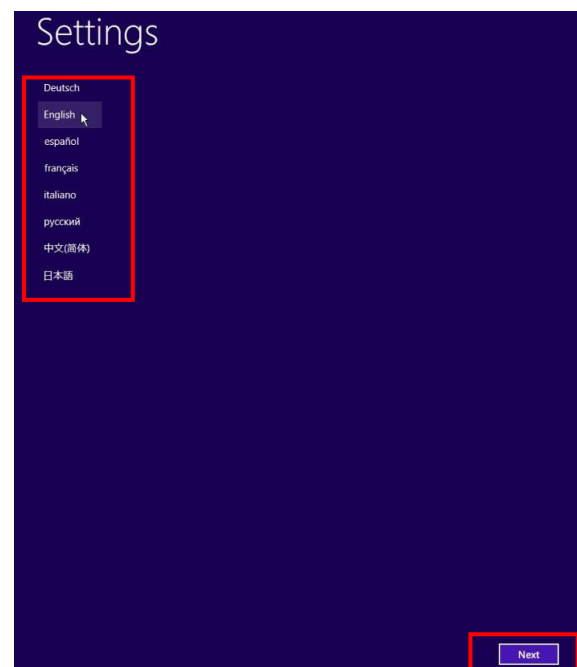 Settings
Deutsch
English
español
français
italiano
русский
中文(简体)
日本語
Next